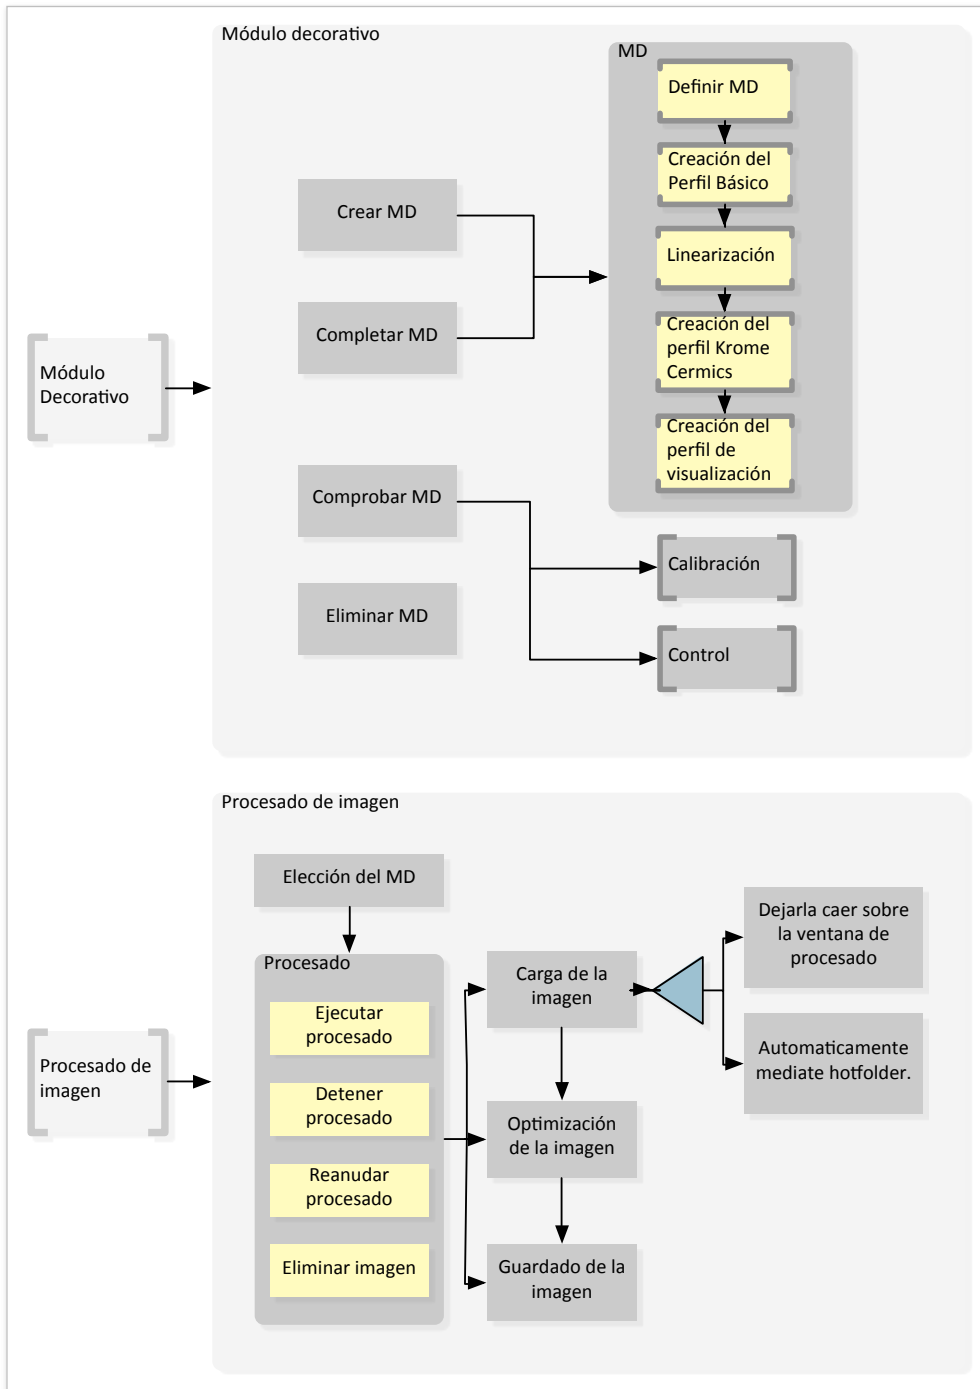 Módulo decorativo
MD
Definir MD
Creación del
Perfil Básico
Crear MD
Linearización
Completar MD
Creación del
perfil Krome
Cermics
Módulo
Decorativo
Creación del
perfil de
visualización
Comprobar MD
Calibración
Eliminar MD
Control
Procesado de imagen
Elección del MD
Dejarla caer sobre
la ventana de
procesado
Procesado
Carga de la
imagen
Ejecutar
procesado
Automaticamente
mediate hotfolder.
Procesado de
imagen
Detener
procesado
Optimización
de la imagen
Reanudar
procesado
Eliminar imagen
Guardado de la
imagen